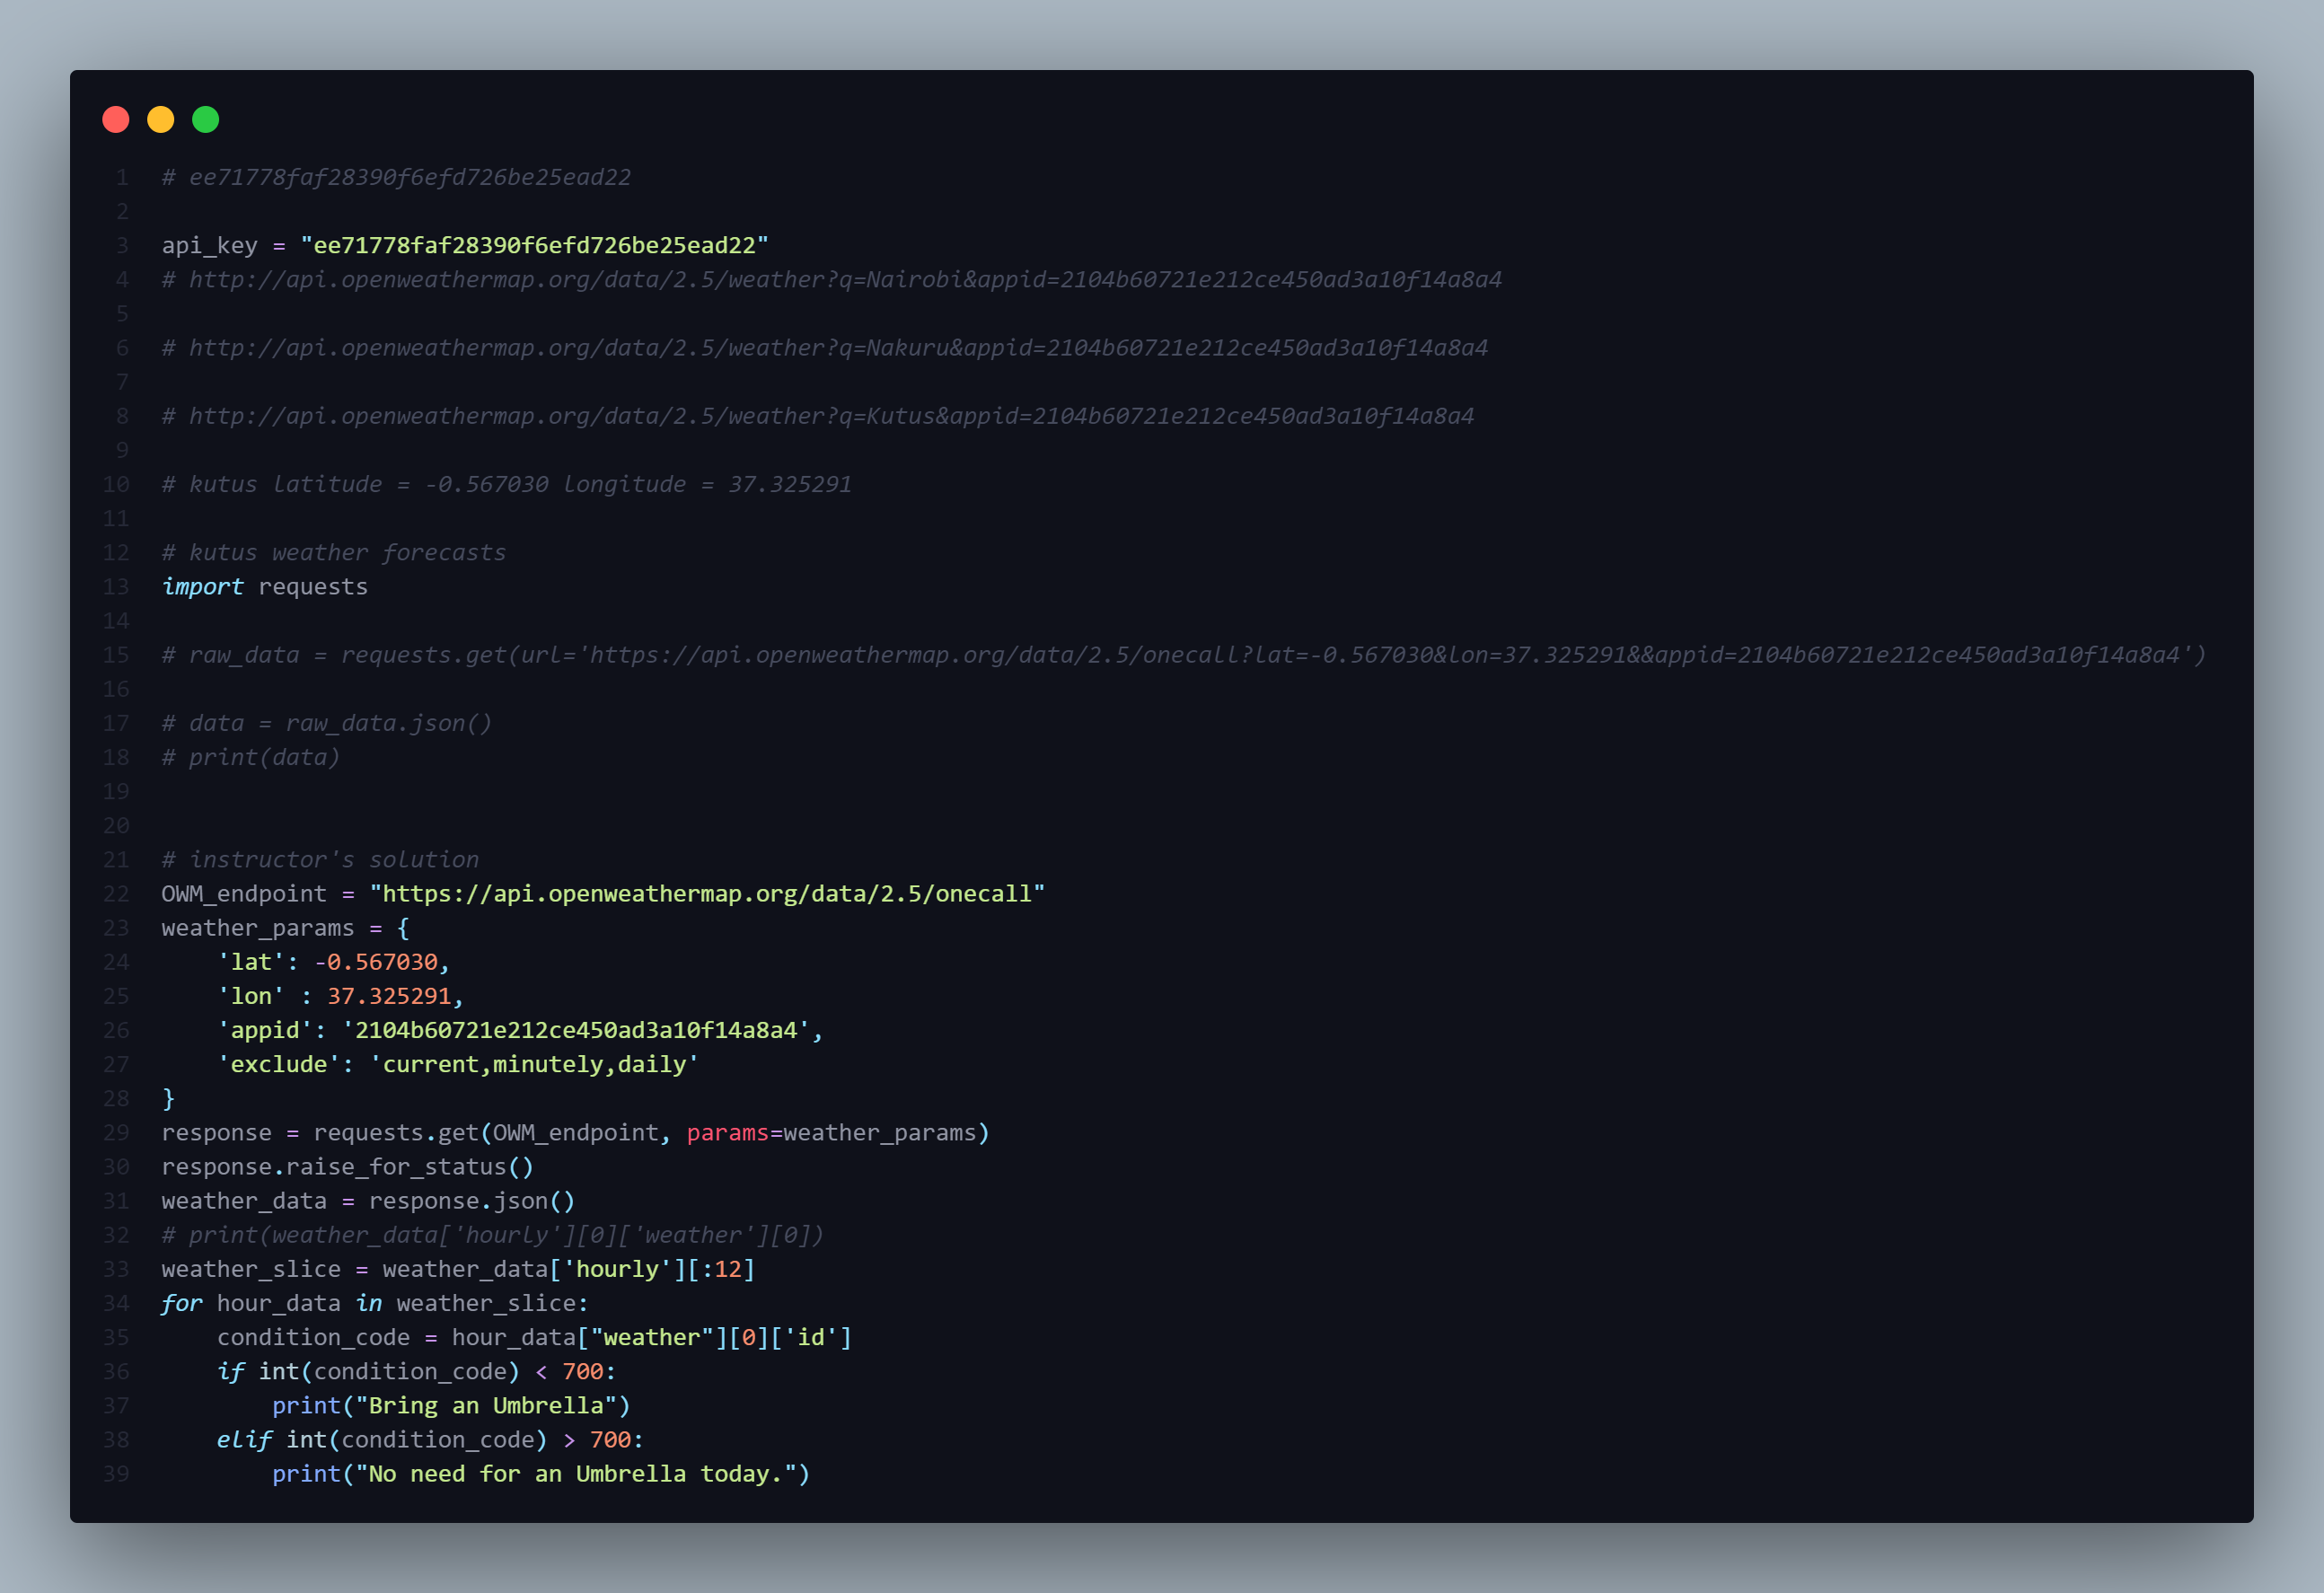 1 # ee71778faf28390f6efd726be25ead22
2
3 api_key = "ee71778faf28390f6efd726be25ead22"
4 # http://api.openweathermap.org/data/2.5/weather?q=Nairobi&appid=2104b60721e212ce450ad3a10f14a8a4
5
6 # http://api.openweathermap.org/data/2.5/weather?q=Nakuru&appid=2104b60721e212ce450ad3a10f14a8a4
7
8 # http://api.openweathermap.org/data/2.5/weather?q=Kutus&appid=2104b60721e212ce450ad3a10f14a8a4
9
10 # kutus latitude = -0.567030 longitude = 37.325291
11
12 # kutus weather forecasts
13 import requests
14
15 # raw_data = requests.get(url='https://api.openweathermap.org/data/2.5/onecall?lat=-0.567030&lon=37.325291&&appid=2104b60721e212ce450ad3a10f14a8a4')
16
17 # data = raw_data.json()
18 # print(data)
19
20
21 # instructor's solution
22 OWM_endpoint = "https://api.openweathermap.org/data/2.5/onecall"
23 weather_params = {
24     'lat': -0.567030,
25     'lon' : 37.325291,
26     'appid': '2104b60721e212ce450ad3a10f14a8a4',
27     'exclude': 'current,minutely,daily'
28 }
29 response = requests.get(OWM_endpoint, params=weather_params)
30 response.raise_for_status()
31 weather_data = response.json()
32 # print(weather_data['hourly'][0]['weather'][0])
33 weather_slice = weather_data['hourly'][:12]
34 for hour_data in weather_slice:
35     condition_code = hour_data["weather"][0]['id']
36     if int(condition_code) < 700:
37         print("Bring an Umbrella")
38     elif int(condition_code) > 700:
39         print("No need for an Umbrella today.")